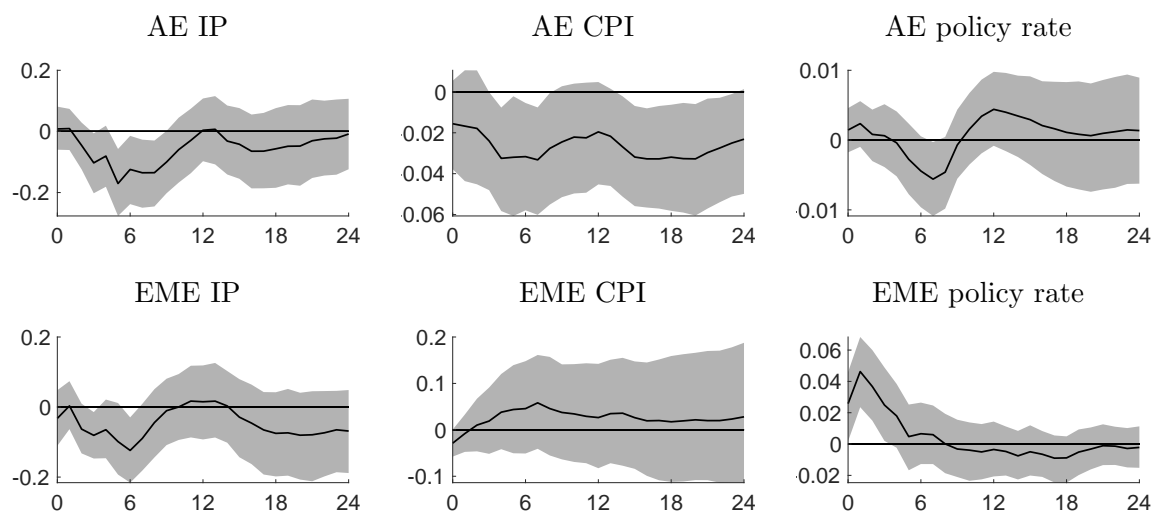 AE IP
0.2
0
-0.2
0 6 12 18 24
AE CPI
0
-0.02
-0.04
-0.06
0 6 12 18 24
AE policy rate
0.01
0
-0.01
0 6 12 18 24
EME IP
0.2
0
-0.2
0 6 12 18 24
EME CPI
0.2
0.1
0
-0.1
0 6 12 18 24
EME policy rate
0.06
0.04
0.02
0
-0.02
0 6 12 18 24